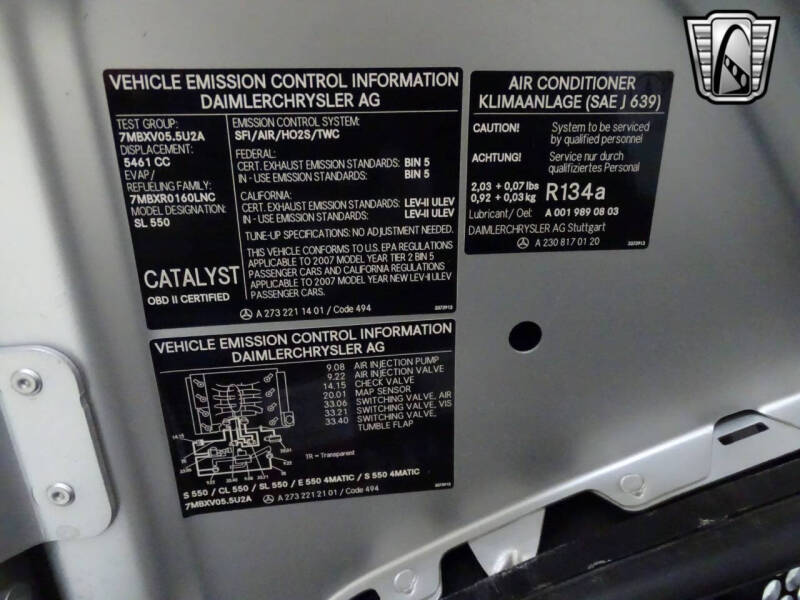 VEHICLE EMISSION CONTROL INFORMATION
DAIMLERCHRYSLER AG
TEST GROUP:
7MBXV05.5U2A
DISPLACEMENT:
5461 CC
EVAP/
REFUELING FAMILY:
7MBXR0160LNC
MODEL DESIGNATION:
SL 550
CATALYST
OBD II CERTIFIED
EMISSION CONTROL SYSTEM:
SFI/AIR/HO2S/TWC
FEDERAL:
CERT. EXHAUST EMISSION STANDARDS: BIN 5
IN - USE EMISSION STANDARDS: BIN 5
CALIFORNIA:
CERT. EXHAUST EMISSION STANDARDS: LEV-II ULEV
IN - USE EMISSION STANDARDS: LEV-II ULEV
TUNE-UP SPECIFICATIONS: NO ADJUSTMENT NEEDED.
THIS VEHICLE CONFORMS TO U.S. EPA REGULATIONS
APPLICABLE TO 2007 MODEL YEAR TIER 2 BIN 5
PASSENGER CARS AND CALIFORNIA REGULATIONS
APPLICABLE TO 2007 MODEL YEAR NEW LEV-II ULEV
PASSENGER CARS.
A 273 221 14 01 / Code 494
AIR CONDITIONER
KLIMAANLAGE (SAE J 639)
CAUTION! System to be serviced
by qualified personnel
ACHTUNG! Service nur durch
qualifiziertes Personal
2,03 + 0,07 lbs
0,92 + 0,03 kg
R134a
Lubricant / Oel: A 001 989 08 03
DAIMLERCHRYSLER AG Stuttgart
A 230 817 01 20
VEHICLE EMISSION CONTROL INFORMATION
DAIMLERCHRYSLER AG
9.08 AIR INJECTION PUMP
9.22 AIR INJECTION VALVE
14.15 CHECK VALVE
20.01 MAP SENSOR
33.06 SWITCHING VALVE. AIR
33.21 SWITCHING VALVE. VIS
33.40 SWITCHING VALVE.
TUMBLE FLAP
14.15
TR = Transparent
S 550 / CL 550 / SL 550 / E 550 4MATIC / S 550 4MATIC
7MBXV05.5U2A
A 273 221 21 01 / Code 494